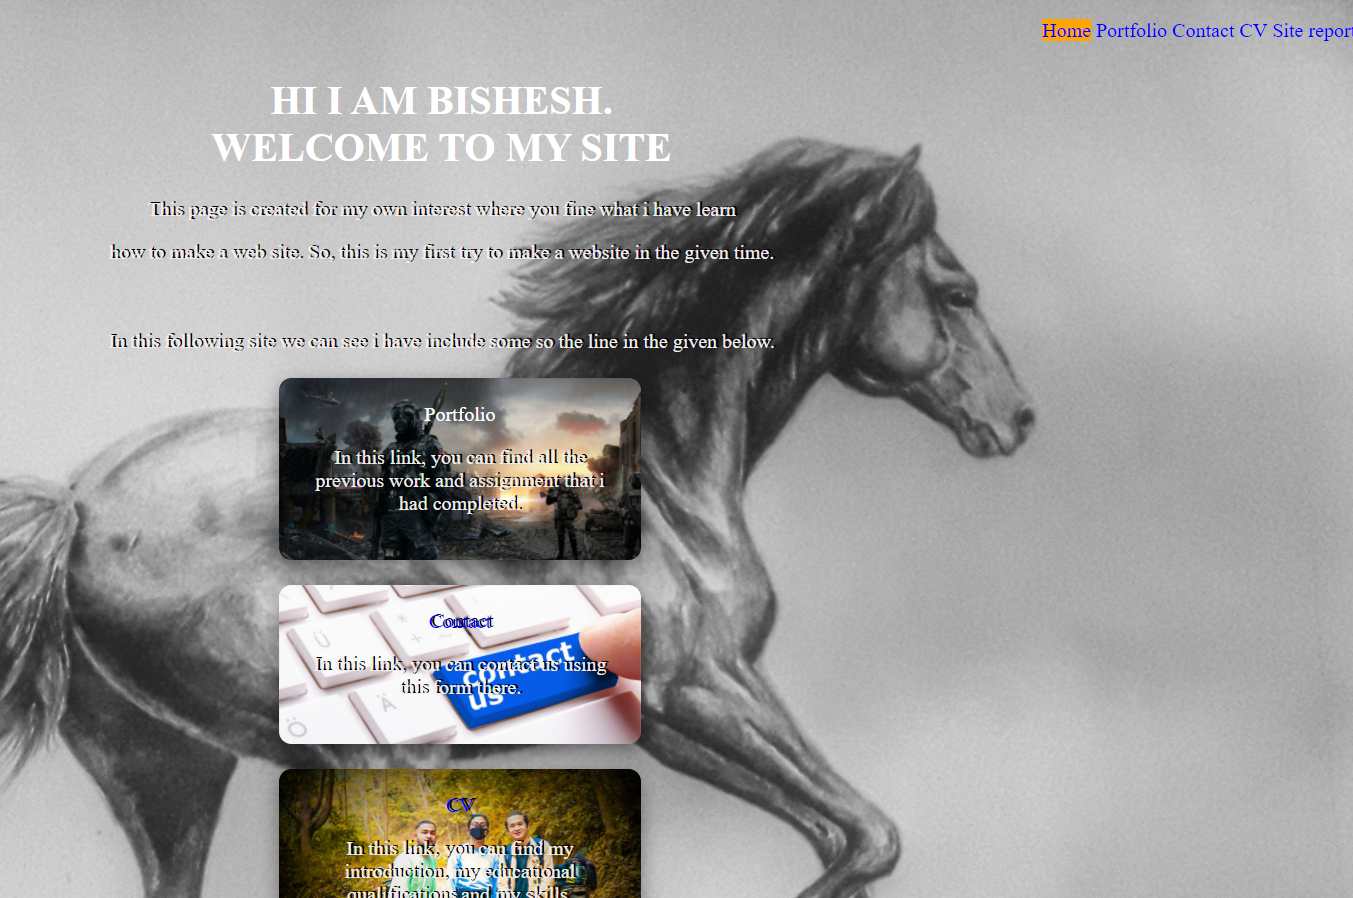 Home Portfolio Contact CV Site report
HI I AM BISHESH.
WELCOME TO MY SITE
This page is created for my own interest where you fine what i have learn
how to make a web site. So, this is my first try to make a website in the given time.
In this following site we can see i have include some so the line in the given below.
Portfolio
In this link, you can find all the
previous work and assignment that i
had completed.
Contact
In this link, you can contact us using
this form there.
contact
us
Ü
Ä
Ö
CV
In this link, you can find my
introduction, my educational
qualifications and my skills.